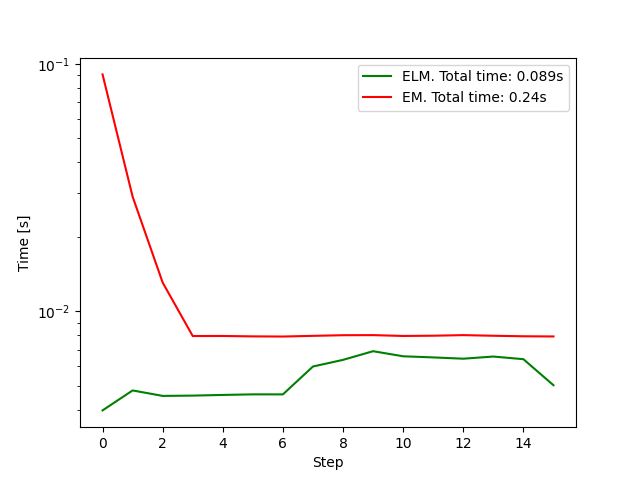 10⁻¹
10⁻²
Time [s]
ELM. Total time: 0.089s
EM. Total time: 0.24s
0 2 4 6 8 10 12 14
Step